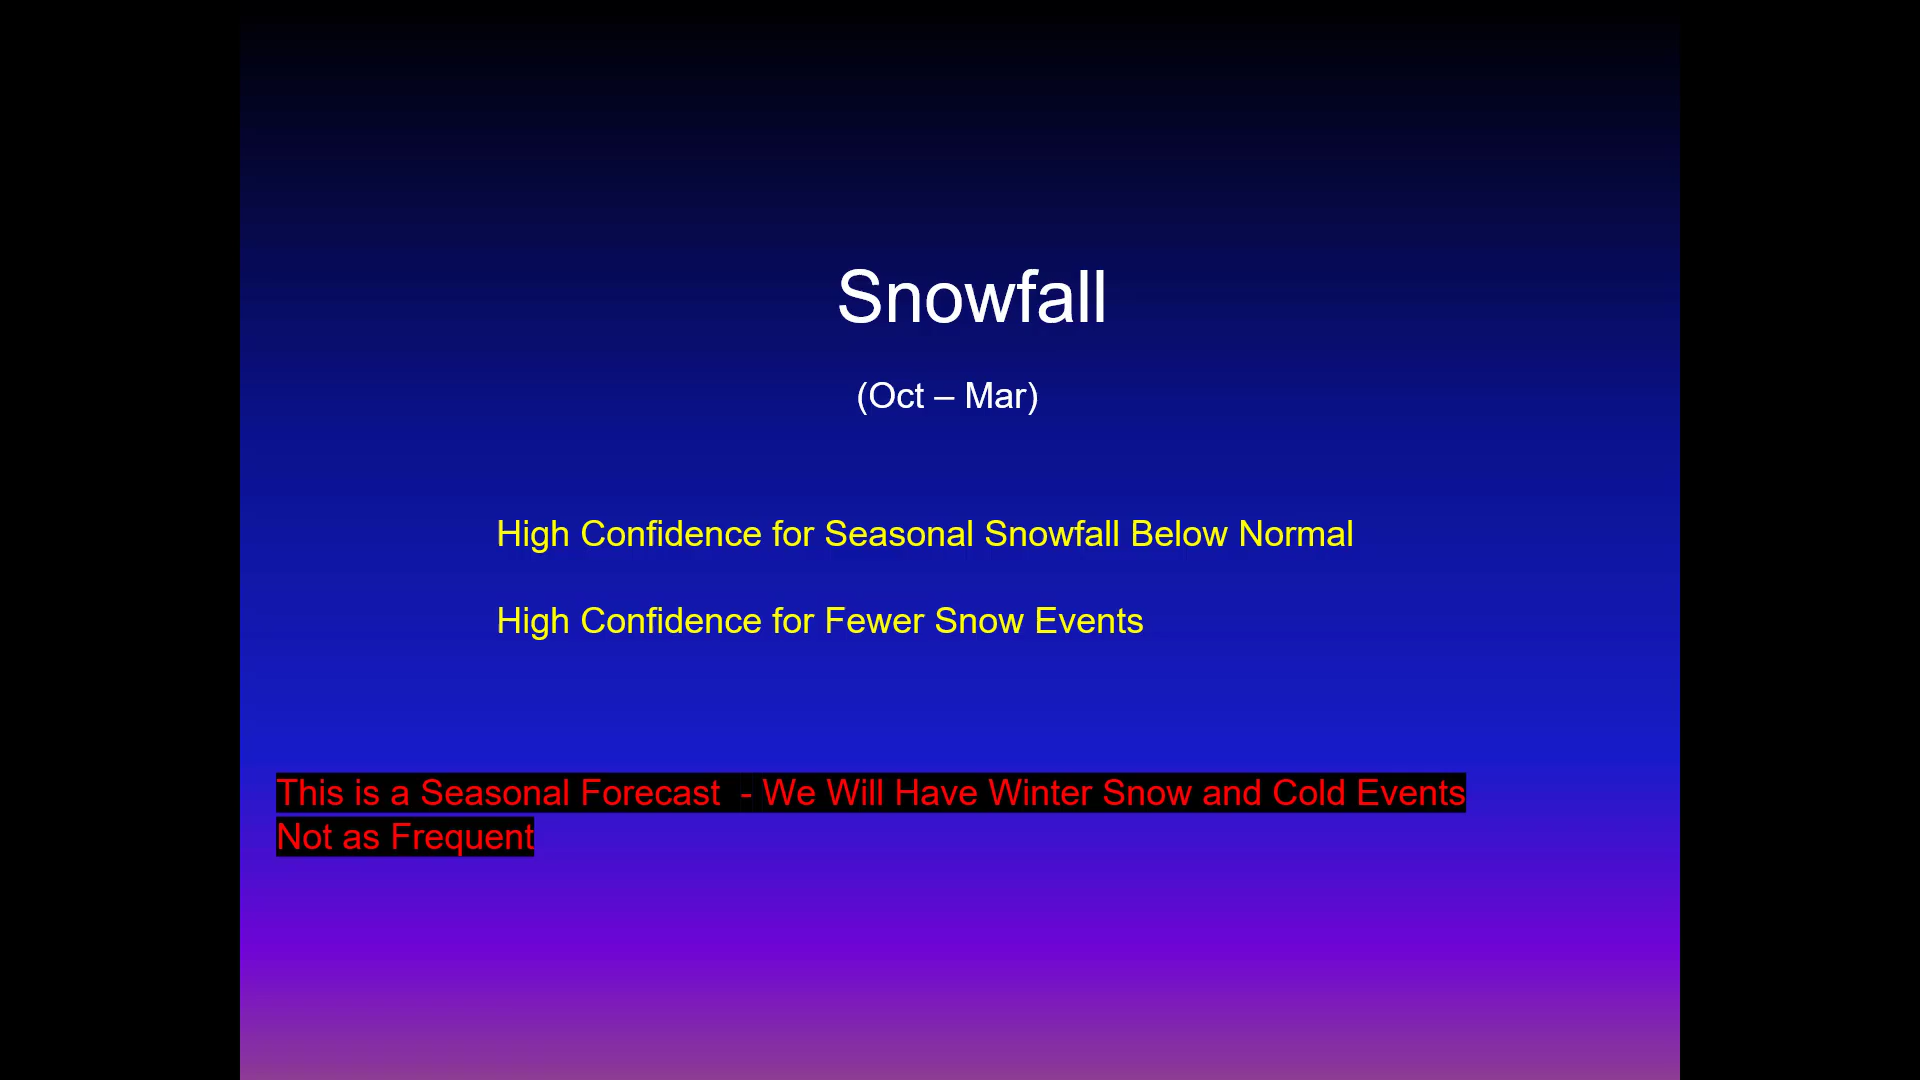 Snowfall
(Oct – Mar)
High Confidence for Seasonal Snowfall Below Normal
High Confidence for Fewer Snow Events
This is a Seasonal Forecast  - We Will Have Winter Snow and Cold Events
Not as Frequent